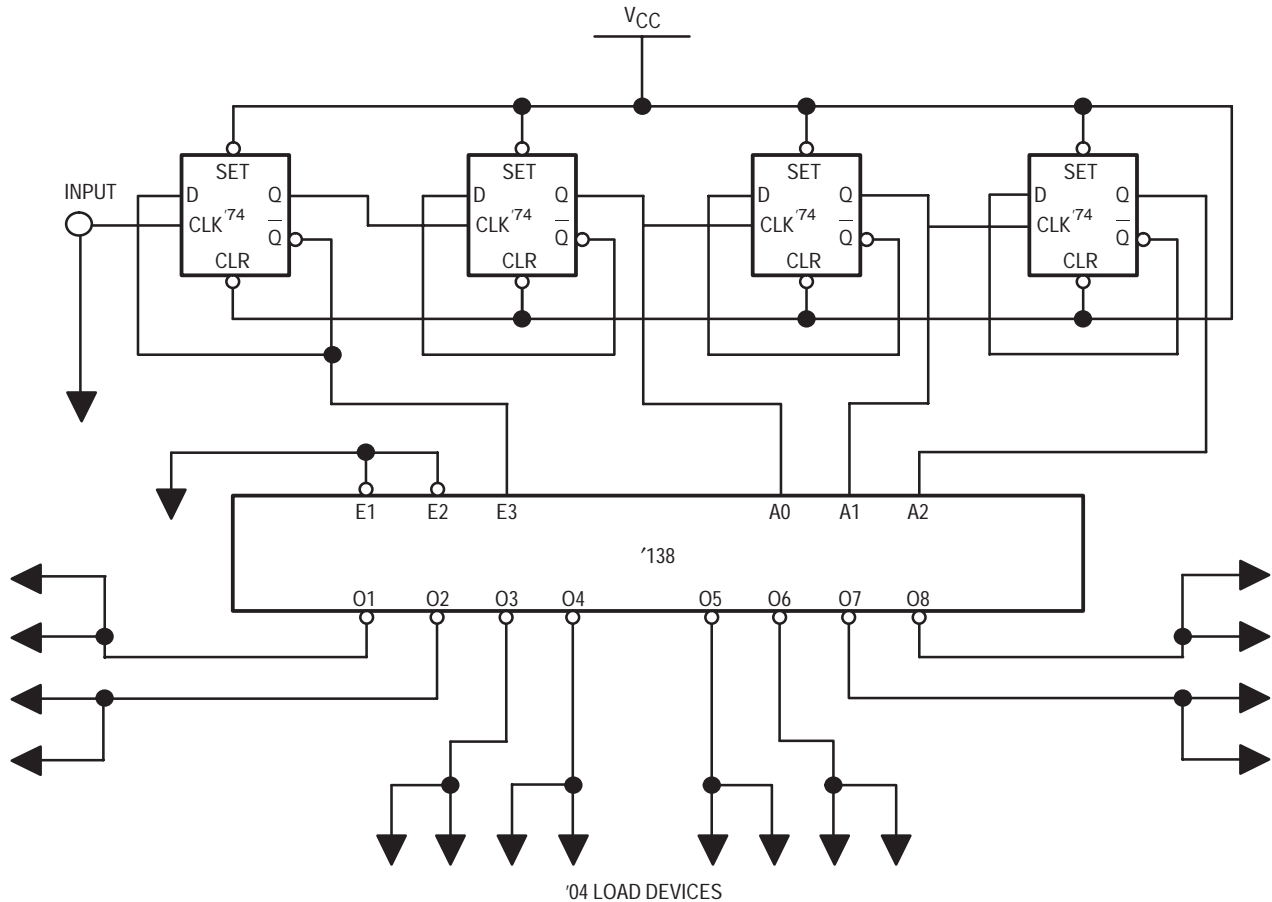 VCC
INPUT
SET
D Q
CLK '74
Q
CLR
SET
D Q
CLK '74
Q
CLR
SET
D Q
CLK '74
Q
CLR
SET
D Q
CLK '74
Q
CLR
E1 E2 E3 A0 A1 A2
′138
O1 O2 O3 O4 O5 O6 O7 O8
'04 LOAD DEVICES